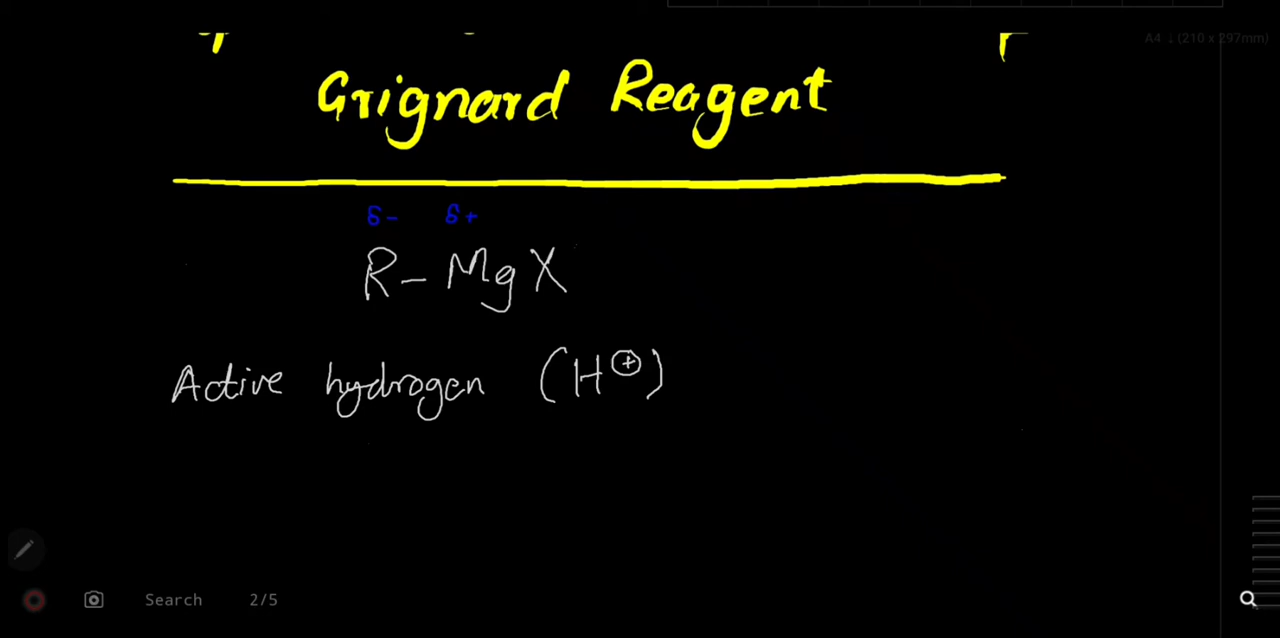 A4 ↓ (210 x 297mm)
Grignard Reagent
δ- δ+
R-MgX
Active hydrogen (H⊕)
Search 2/5